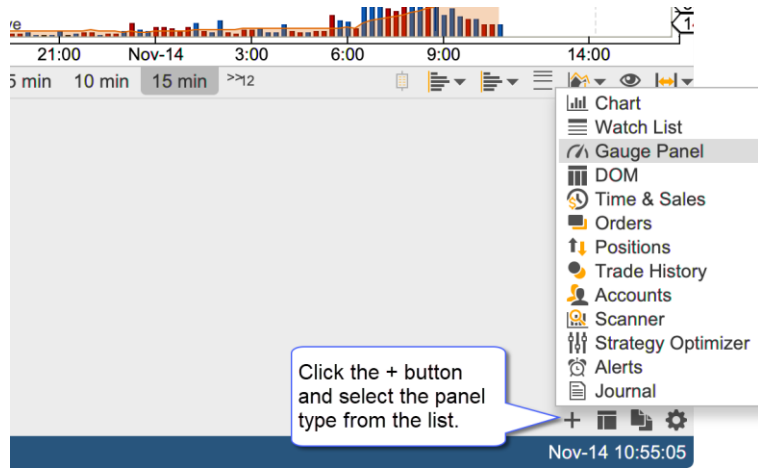 ve
21:00 Nov-14 3:00 6:00 9:00 14:00
5 min 10 min 15 min >>12
Chart
Watch List
Gauge Panel
DOM
Time & Sales
Orders
Positions
Trade History
Accounts
Scanner
Strategy Optimizer
Alerts
Journal
Click the + button
and select the panel
type from the list.
Nov-14 10:55:05